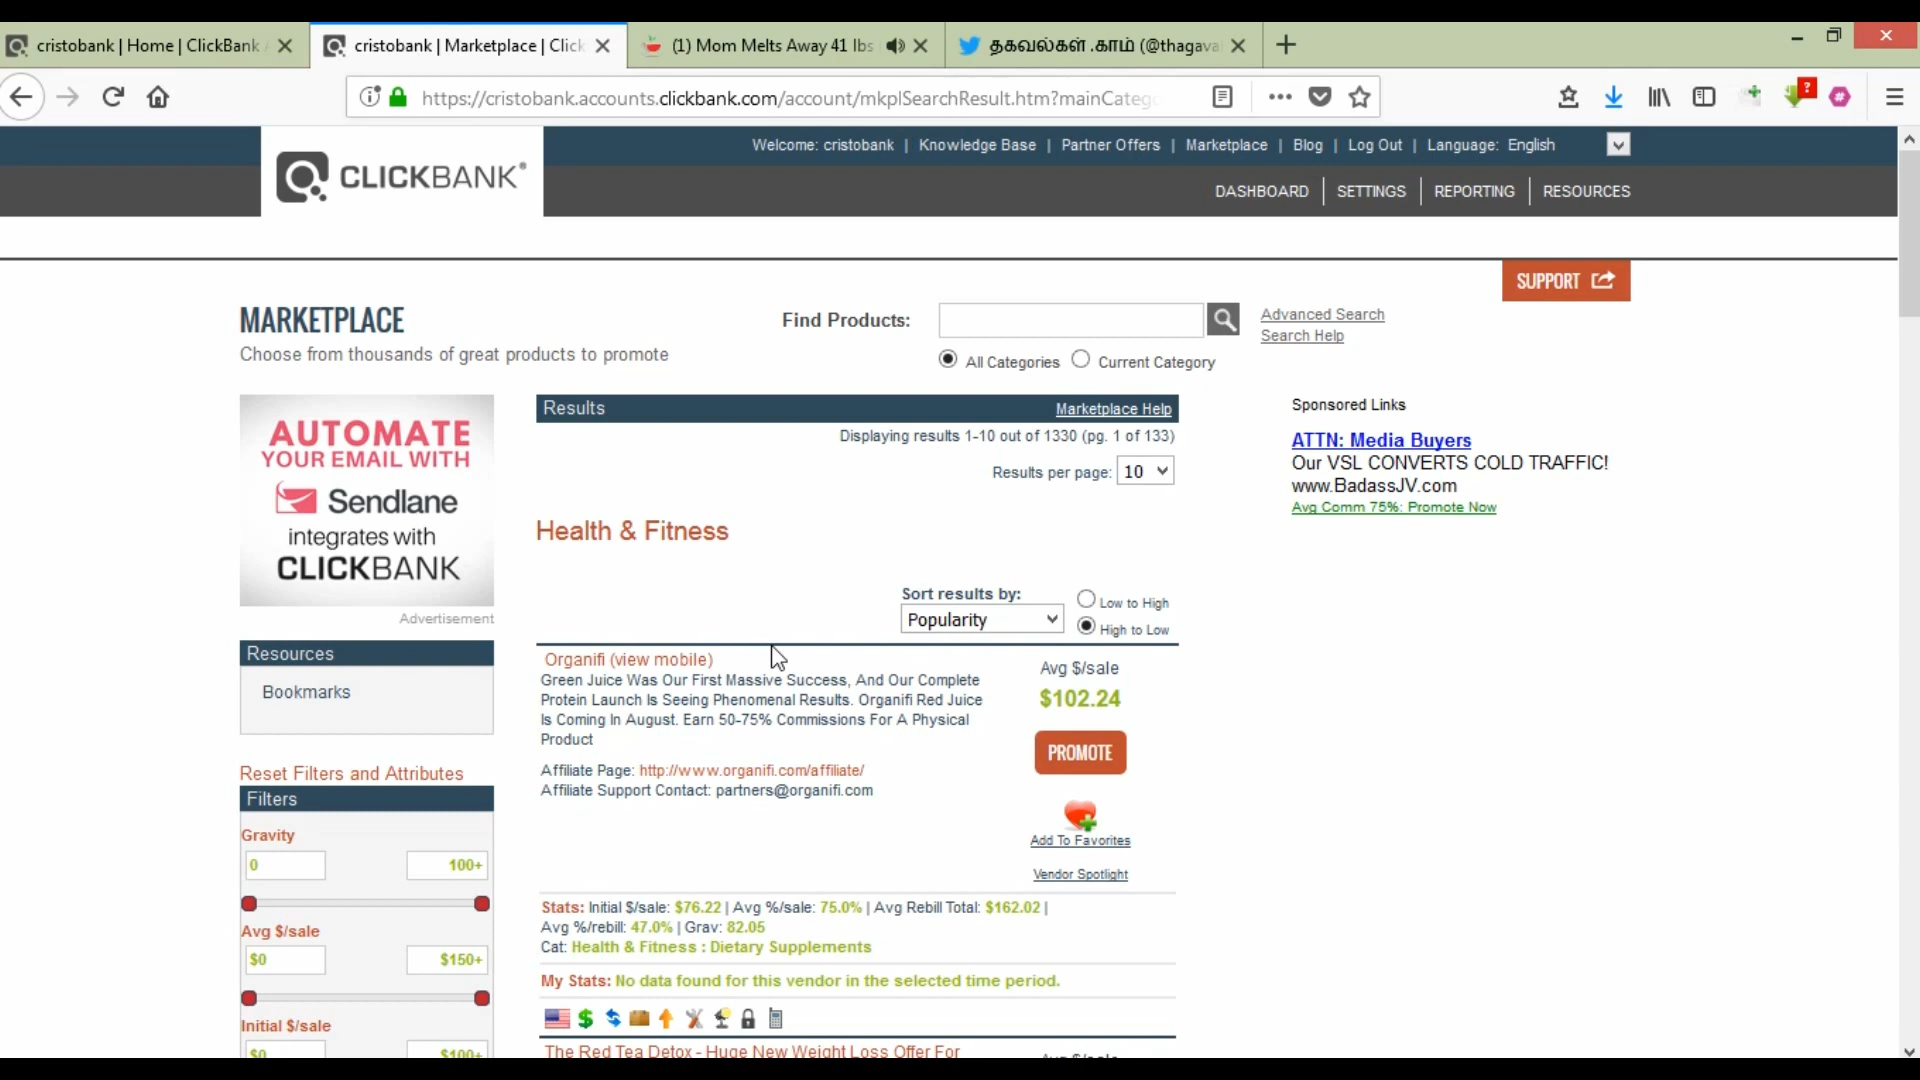 cristobank | Home | ClickBank
cristobank | Marketplace | Click
(1) Mom Melts Away 41 lbs
தகவல்கள் .காம் (@thagava
https://cristobank.accounts.clickbank.com/account/mkplSearchResult.htm?mainCatego
Welcome: cristobank | Knowledge Base | Partner Offers | Marketplace | Blog | Log Out | Language: English
CLICKBANK®
DASHBOARD | SETTINGS | REPORTING | RESOURCES
SUPPORT
MARKETPLACE
Choose from thousands of great products to promote
Find Products:
Advanced Search
Search Help
All Categories
Current Category
AUTOMATE
YOUR EMAIL WITH
Sendlane
integrates with
CLICKBANK
Advertisement
Resources
Bookmarks
Reset Filters and Attributes
Filters
Gravity
0
100+
Avg $/sale
$0
$150+
Initial $/sale
$0
$100+
Results
Marketplace Help
Displaying results 1-10 out of 1330 (pg. 1 of 133)
Results per page: 10
Health & Fitness
Sort results by:
Popularity
Low to High
High to Low
Organifi (view mobile)
Green Juice Was Our First Massive Success, And Our Complete
Protein Launch Is Seeing Phenomenal Results. Organifi Red Juice
Is Coming In August. Earn 50-75% Commissions For A Physical
Product
Affiliate Page: http://www.organifi.com/affiliate/
Affiliate Support Contact: partners@organifi.com
Avg $/sale
$102.24
PROMOTE
Add To Favorites
Vendor Spotlight
Stats: Initial $/sale: $76.22 | Avg %/sale: 75.0% | Avg Rebill Total: $162.02 |
Avg %/rebill: 47.0% | Grav: 82.05
Cat: Health & Fitness : Dietary Supplements
My Stats: No data found for this vendor in the selected time period.
The Red Tea Detox - Huge New Weight Loss Offer For
Avg $/sale
Sponsored Links
ATTN: Media Buyers
Our VSL CONVERTS COLD TRAFFIC!
www.BadassJV.com
Avg Comm 75%: Promote Now